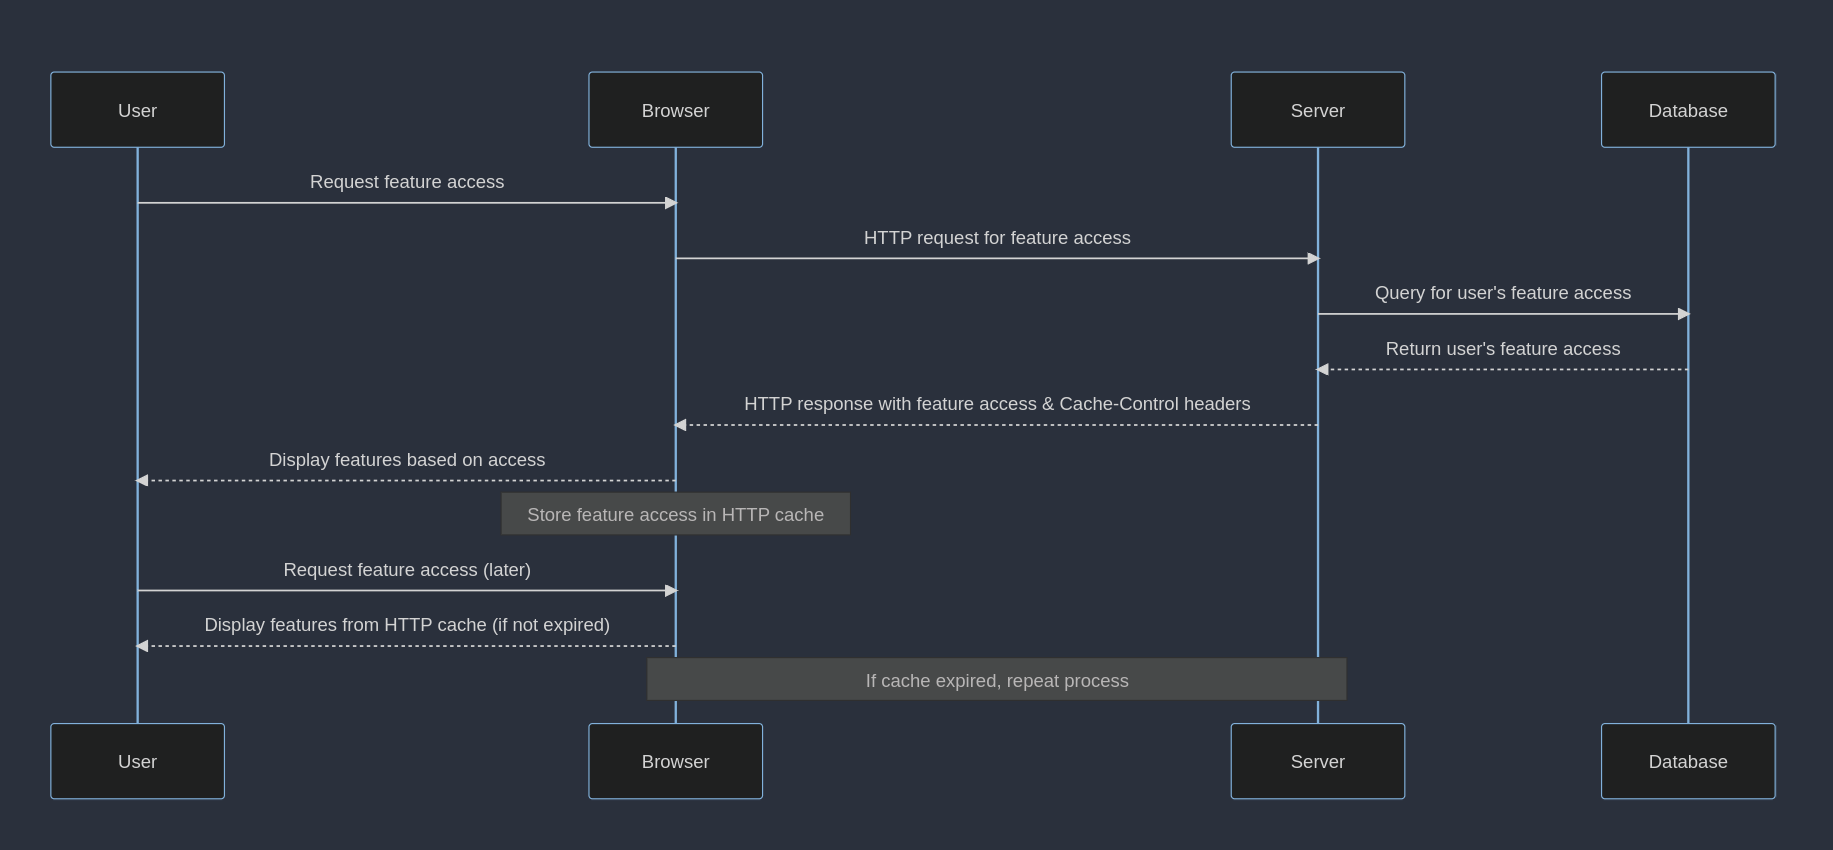 User
Browser
Server
Database
Request feature access
HTTP request for feature access
Query for user's feature access
Return user's feature access
HTTP response with feature access & Cache-Control headers
Display features based on access
Store feature access in HTTP cache
Request feature access (later)
Display features from HTTP cache (if not expired)
If cache expired, repeat process
User
Browser
Server
Database